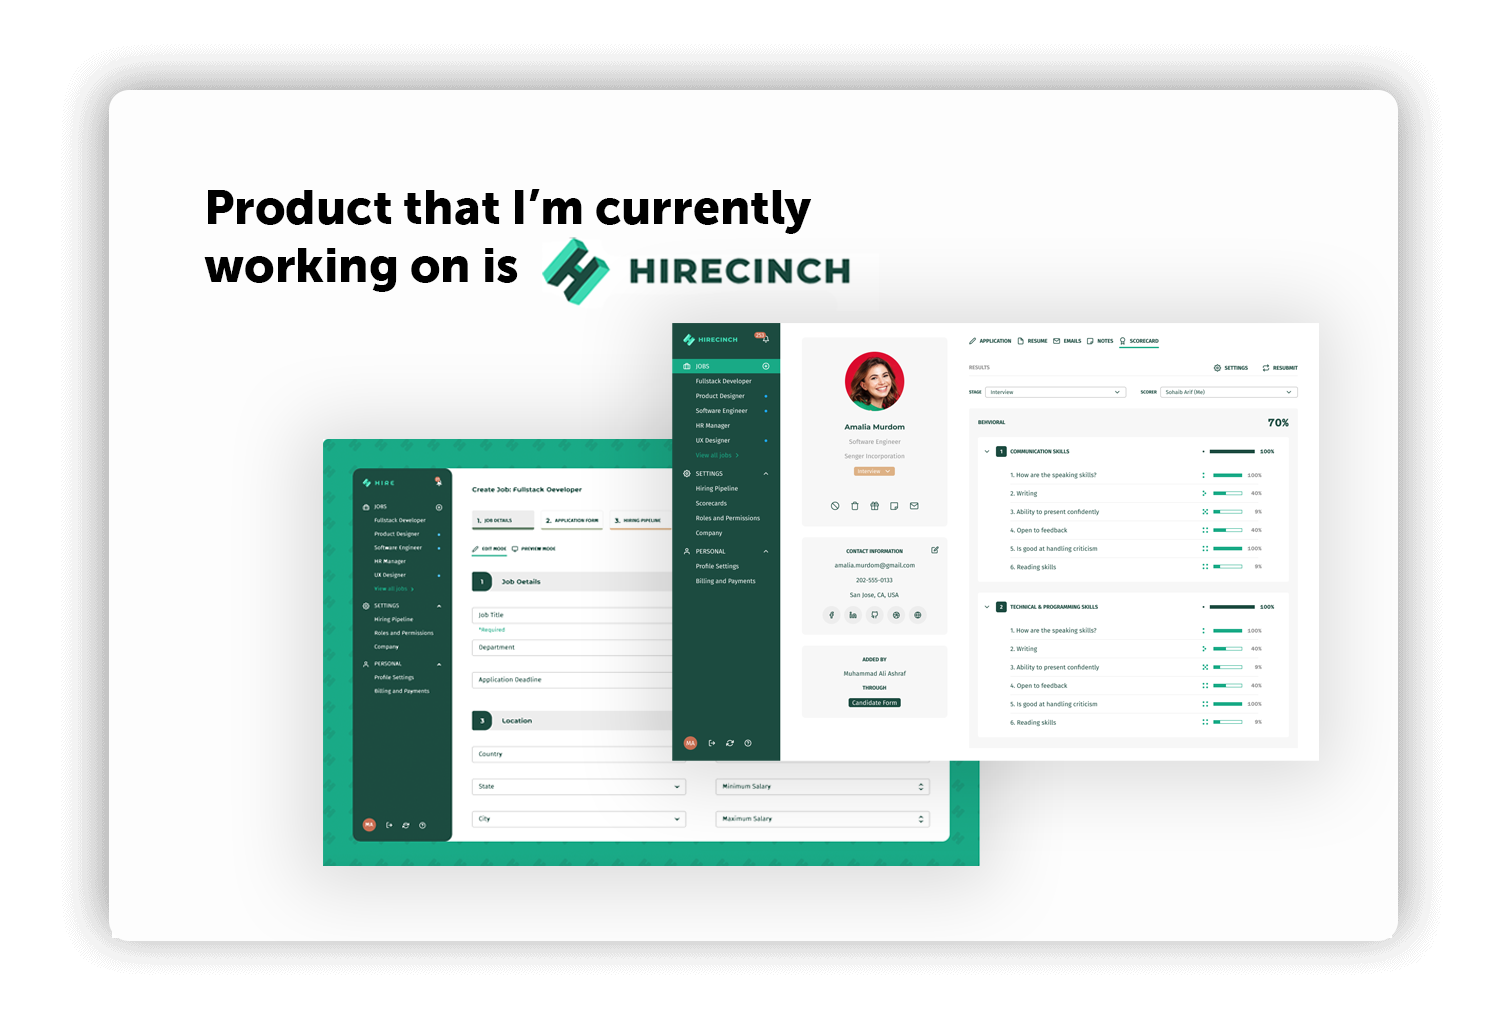 Product that I'm currently
working on is HIRECINCH
HIRECINCH
253
JOBS
Fullstack Developer
Product Designer
Software Engineer
HR Manager
UX Designer
View all jobs >
SETTINGS
Hiring Pipeline
Scorecards
Roles and Permissions
Company
PERSONAL
Profile Settings
Billing and Payments
MA
Amalia Murdom
Software Engineer
Senger Incorporation
Interview
CONTACT INFORMATION
amalia.murdom@gmail.com
202-555-0133
San Jose, CA, USA
ADDED BY
Muhammad Ali Ashraf
THROUGH
Candidate Form
APPLICATION RESUME EMAILS NOTES SCORECARD
RESULTS SETTINGS RESUBMIT
STAGE Interview SCORER Sohaib Arif (Me)
BEHVIORAL 70%
1 COMMUNICATION SKILLS 100%
1. How are the speaking skills? 100%
2. Writing 40%
3. Ability to present confidently 9%
4. Open to feedback 40%
5. Is good at handling criticism 100%
6. Reading skills 9%
2 TECHNICAL & PROGRAMMING SKILLS 100%
1. How are the speaking skills? 100%
2. Writing 40%
3. Ability to present confidently 9%
4. Open to feedback 40%
5. Is good at handling criticism 100%
6. Reading skills 9%
HIRE
JOBS
Fullstack Developer
Product Designer
Software Engineer
HR Manager
UX Designer
View all jobs >
SETTINGS
Hiring Pipeline
Roles and Permissions
Company
PERSONAL
Profile Settings
Billing and Payments
MA
Create Job: Fullstack Developer
1. JOB DETAILS 2. APPLICATION FORM 3. HIRING PIPELINE
EDIT MODE PREVIEW MODE
1 Job Details
Job Title
*Required
Department
Application Deadline
3 Location
Country
State Minimum Salary
City Maximum Salary